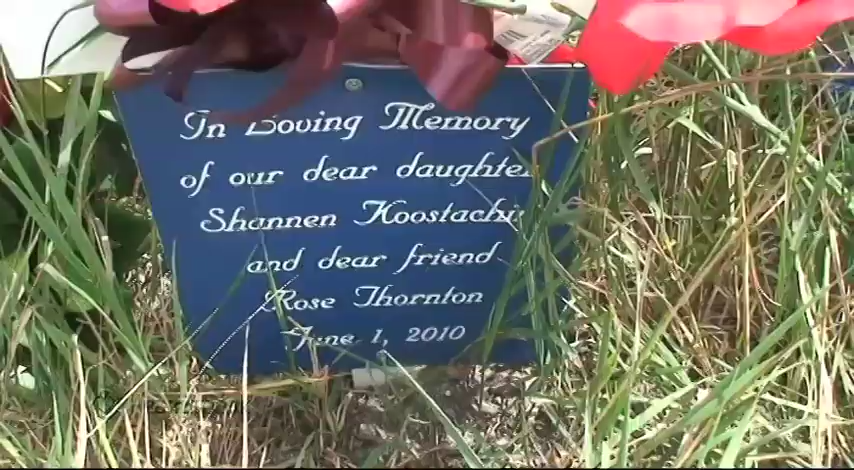 In Loving Memory
of our dear daughter
Shannen Koostachin
and dear friend
Rose Thornton
June 1, 2010